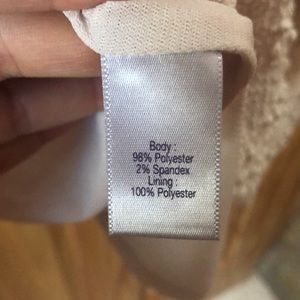 Body :
98% Polyester
2% Spandex
Lining :
100% Polyester